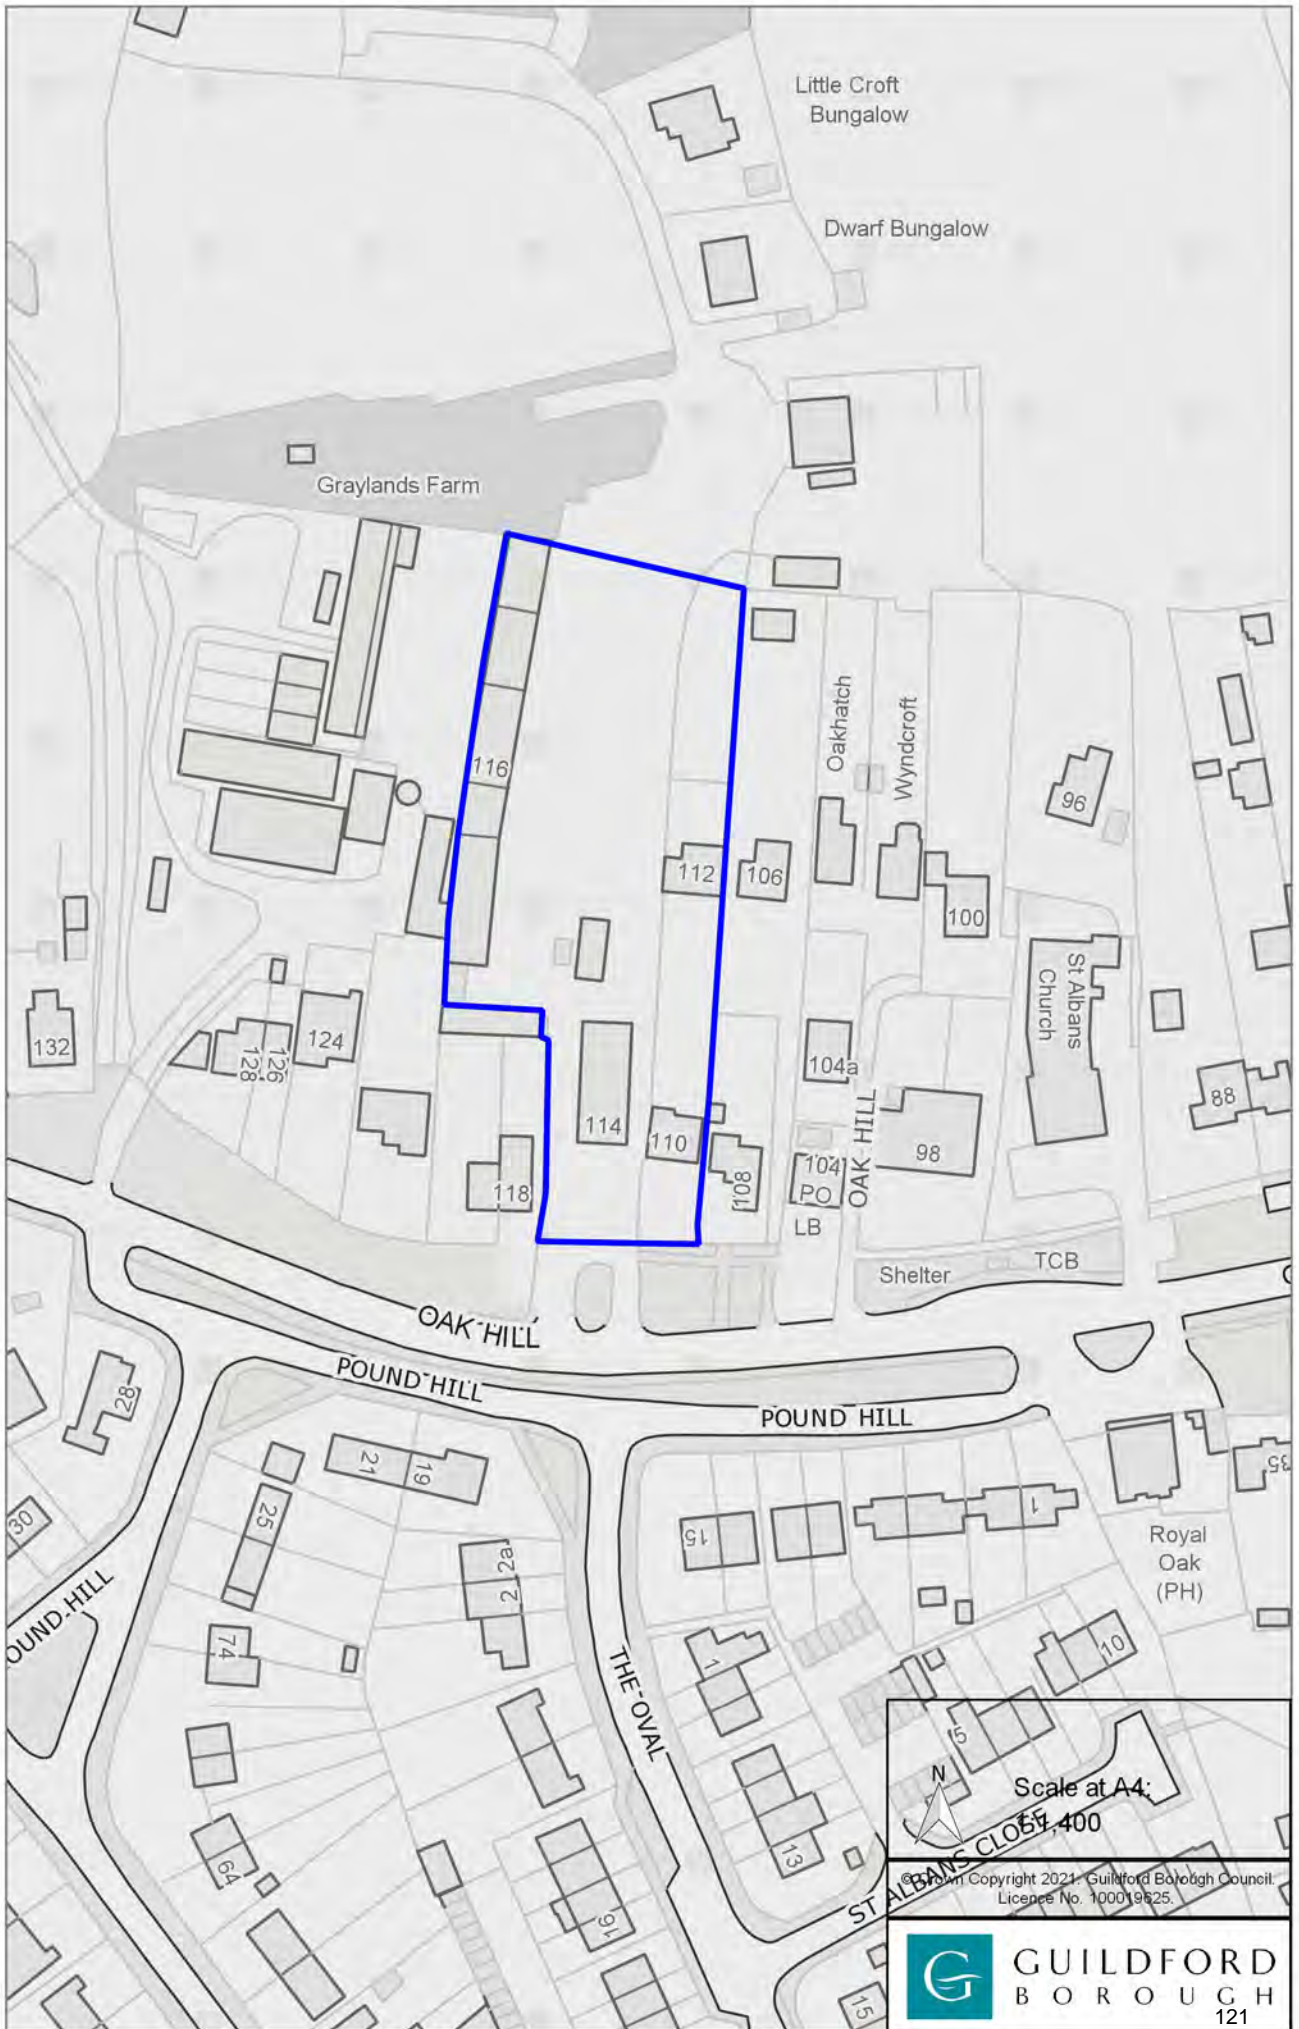 Little Croft
Bungalow
Dwarf Bungalow
Graylands Farm
Oakhatch
Wyndcroft
116
96
112
106
100
St Albans
Church
132
128
126
124
104a
88
114
110
OAK HILL
98
118
108
104
PO
LB
TCB
Shelter
OAK HILL
POUND HILL
POUND HILL
28
21
19
35
25
1
15
30
Royal
Oak
(PH)
2a
2
OUND HILL
74
10
1
THE OVAL
5
N
Scale at A4:
13
64
ST ALBANS CLOSE
© Crown Copyright 2021. Guildford Borough Council.
Licence No. 100019625.
16
GUILDFORD
BOROUGH
15
121